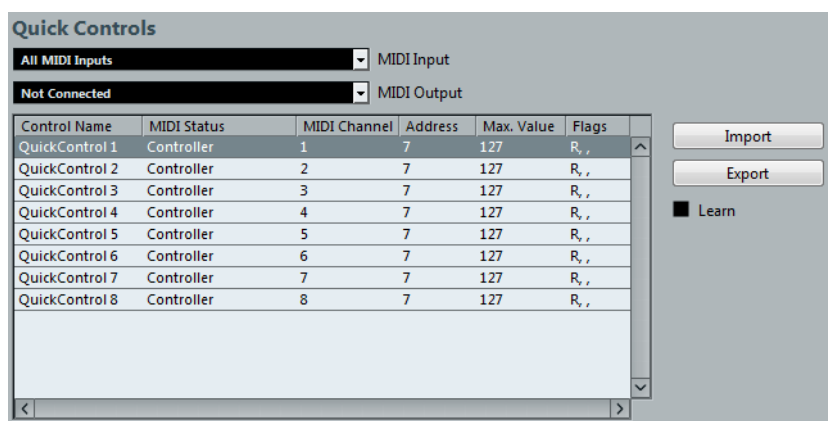 Quick Controls
All MIDI Inputs MIDI Input
Not Connected MIDI Output
Control Name MIDI Status MIDI Channel Address Max. Value Flags
QuickControl 1 Controller 1 7 127 R, ,
QuickControl 2 Controller 2 7 127 R, ,
QuickControl 3 Controller 3 7 127 R, ,
QuickControl 4 Controller 4 7 127 R, ,
QuickControl 5 Controller 5 7 127 R, ,
QuickControl 6 Controller 6 7 127 R, ,
QuickControl 7 Controller 7 7 127 R, ,
QuickControl 8 Controller 8 7 127 R, ,
Import
Export
Learn